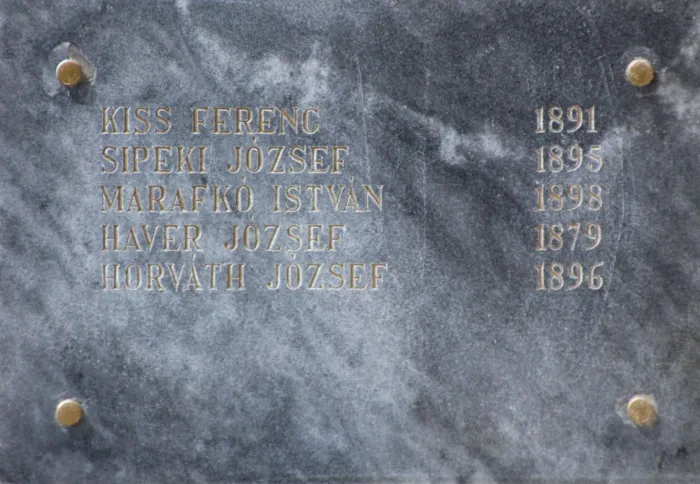 KISS FERENC 1891
SIPEKI JÓZSEF 1895
MARAFKÓ ISTVÁN 1898
HAVER JÓZSEF 1879
HORVÁTH JÓZSEF 1896